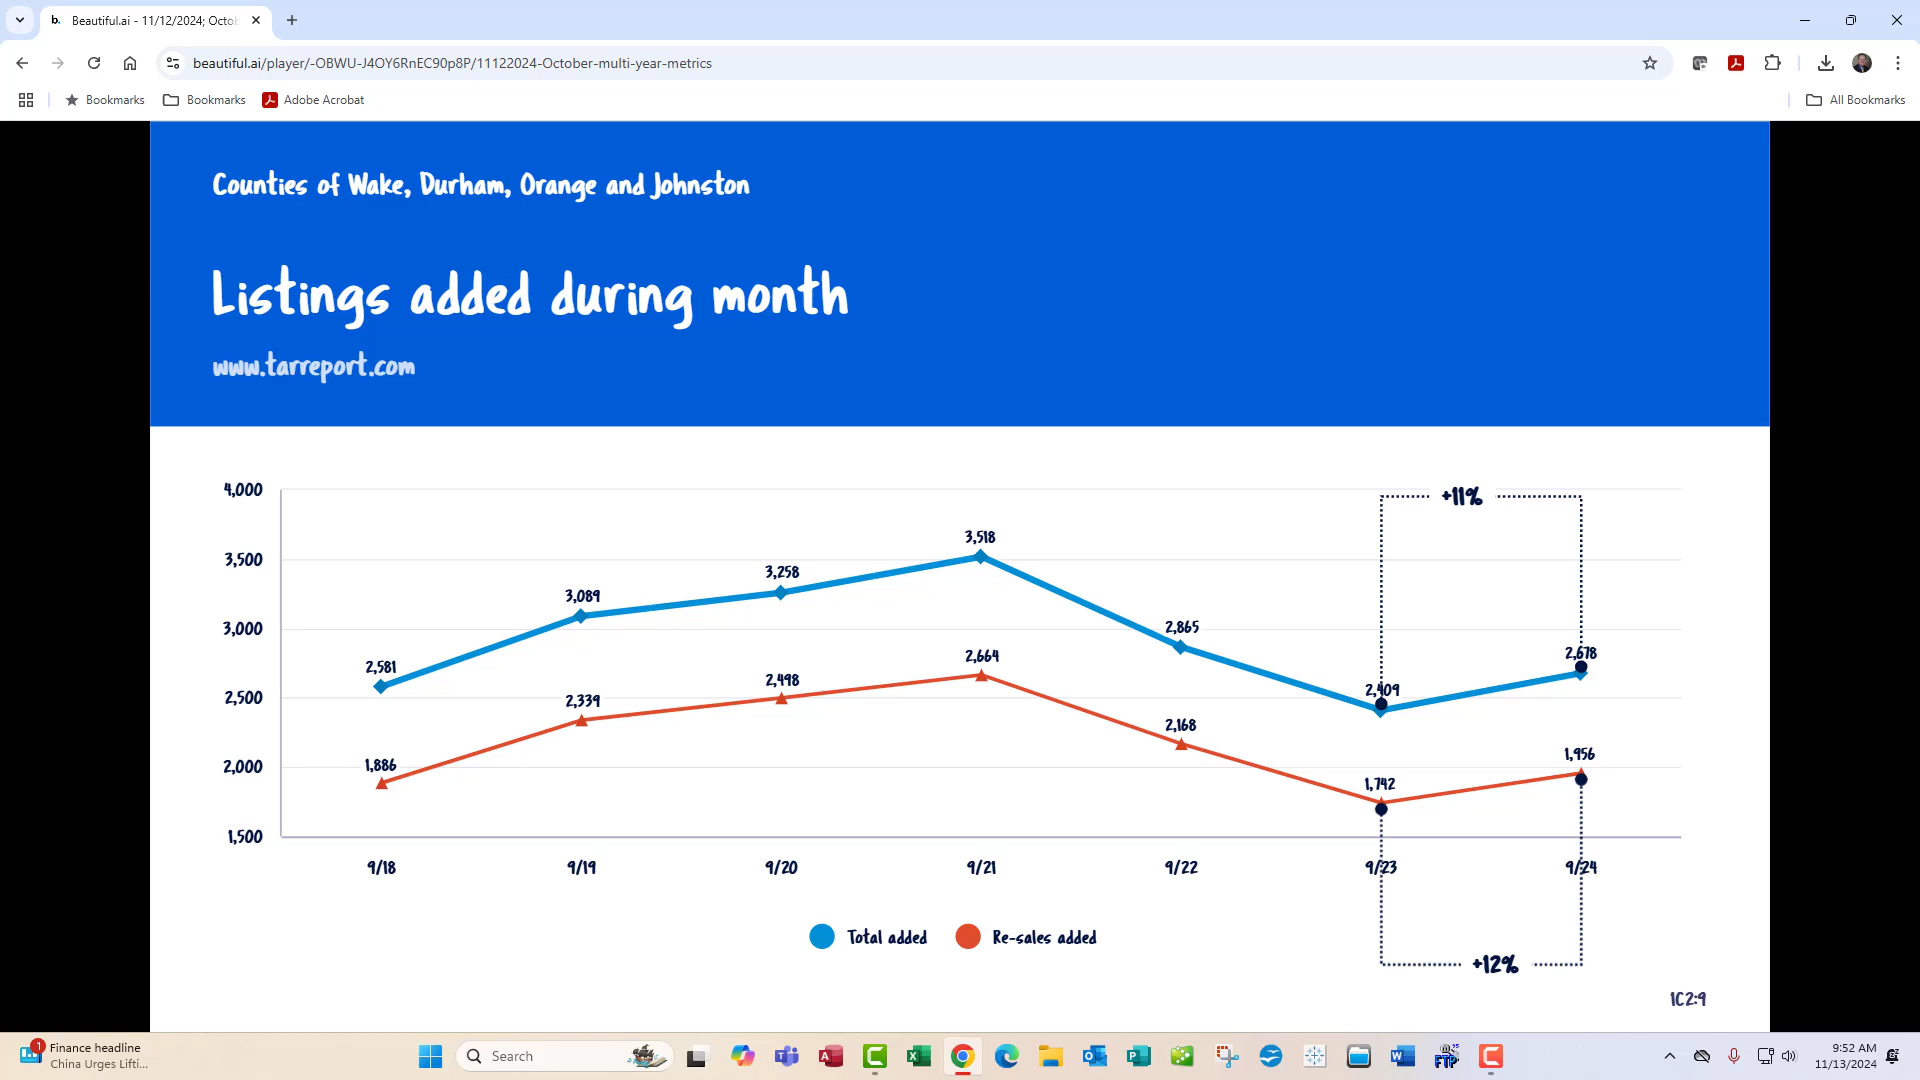 b. Beautiful.ai - 11/12/2024; Octob
beautiful.ai/player/-OBWU-J4OY6RnEC90p8P/11122024-October-multi-year-metrics
Bookmarks
Bookmarks
Adobe Acrobat
All Bookmarks
Counties of Wake, Durham, Orange and Johnston
Listings added during month
www.tarreport.com
4,000
3,500
3,000
2,500
2,000
1,500
+11%
3,518
3,258
3,089
2,865
2,581
2,678
2,409
2,664
2,498
2,339
2,168
1,886
1,742
1,956
9/18 9/19 9/20 9/21 9/22 9/23 9/24
Total added Re-sales added
+12%
1C2:9
1
Finance headline
China Urges Lifti...
Search
FTP
9:52 AM
11/13/2024